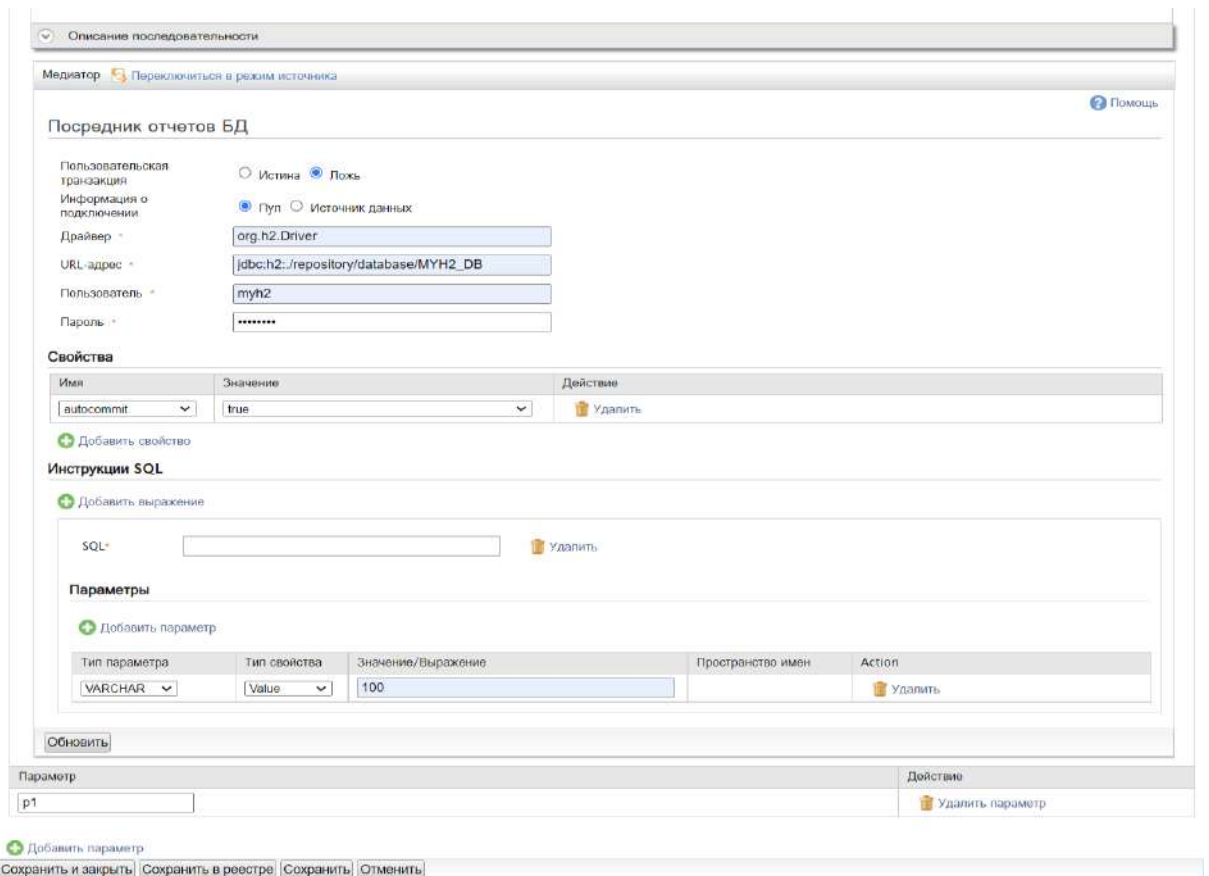 Описание последовательности
Медиатор Переключиться в режим источника
Помощь
Посредник отчетов БД
Пользовательская транзакция
Истина Ложь
Информация о подключении
Пул Источник данных
Драйвер * org.h2.Driver
URL-адрес * jdbc:h2:./repository/database/MYH2_DB
Пользователь * myh2
Пароль * ••••••••
Свойства
Имя Значение Действие
autocommit true Удалить
Добавить свойство
Инструкции SQL
Добавить выражение
SQL* Удалить
Параметры
Добавить параметр
Тип параметра Тип свойства Значение/Выражение Пространство имен Action
VARCHAR Value 100 Удалить
Обновить
Параметр Действие
p1 Удалить параметр
Добавить параметр
Сохранить и закрыть Сохранить в реестре Сохранить Отменить